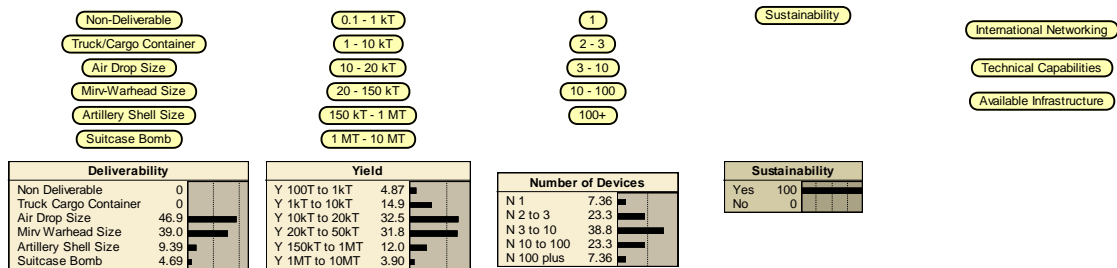 Non-Deliverable
Truck/Cargo Container
Air Drop Size
Mirv-Warhead Size
Artillery Shell Size
Suitcase Bomb
0.1 - 1 kT
1 - 10 kT
10 - 20 kT
20 - 150 kT
150 kT - 1 MT
1 MT - 10 MT
1
2 - 3
3 - 10
10 - 100
100+
Sustainability
International Networking
Technical Capabilities
Available Infrastructure
Deliverability
Non Deliverable 0
Truck Cargo Container 0
Air Drop Size 46.9
Mirv Warhead Size 39.0
Artillery Shell Size 9.39
Suitcase Bomb 4.69
Yield
Y 100T to 1kT 4.87
Y 1kT to 10kT 14.9
Y 10kT to 20kT 32.5
Y 20kT to 50kT 31.8
Y 150kT to 1MT 12.0
Y 1MT to 10MT 3.90
Number of Devices
N 1 7.36
N 2 to 3 23.3
N 3 to 10 38.8
N 10 to 100 23.3
N 100 plus 7.36
Sustainability
Yes 100
No 0